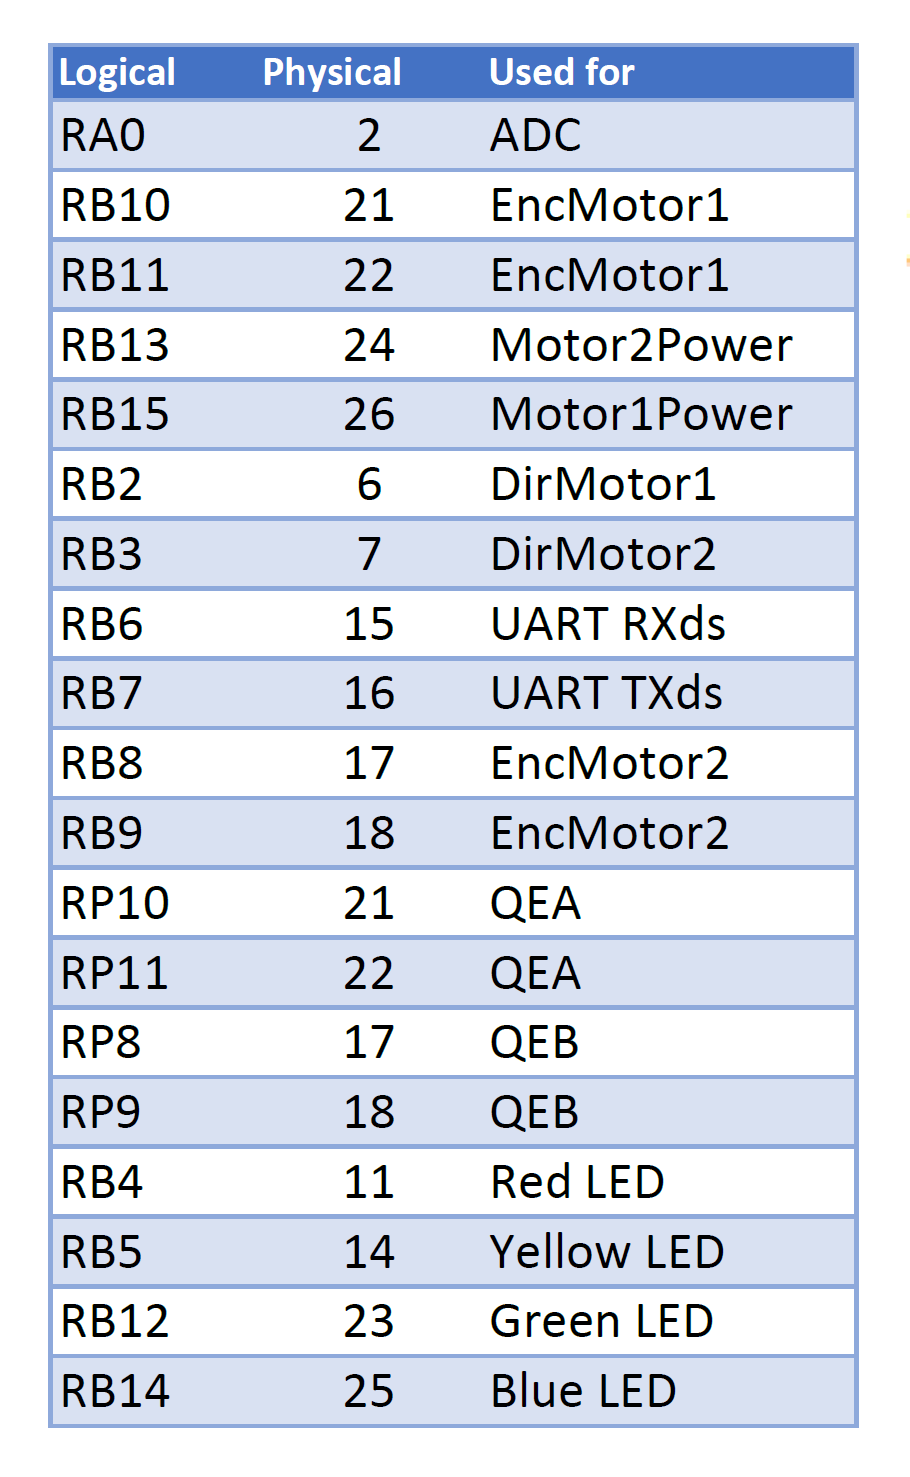 Logical Physical Used for
RA0 2 ADC
RB10 21 EncMotor1
RB11 22 EncMotor1
RB13 24 Motor2Power
RB15 26 Motor1Power
RB2 6 DirMotor1
RB3 7 DirMotor2
RB6 15 UART RXds
RB7 16 UART TXds
RB8 17 EncMotor2
RB9 18 EncMotor2
RP10 21 QEA
RP11 22 QEA
RP8 17 QEB
RP9 18 QEB
RB4 11 Red LED
RB5 14 Yellow LED
RB12 23 Green LED
RB14 25 Blue LED